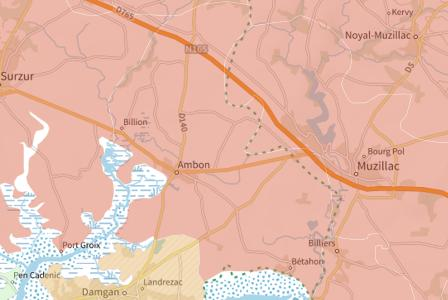 Kervy
D765
Noyal-Muzillac
N165
D5
Surzur
Billion
D140
Bourg Pol
Ambon
Muzillac
Port Groix
Billiers
Bétahon
Pen Cadenic
Landrezac
Damgan